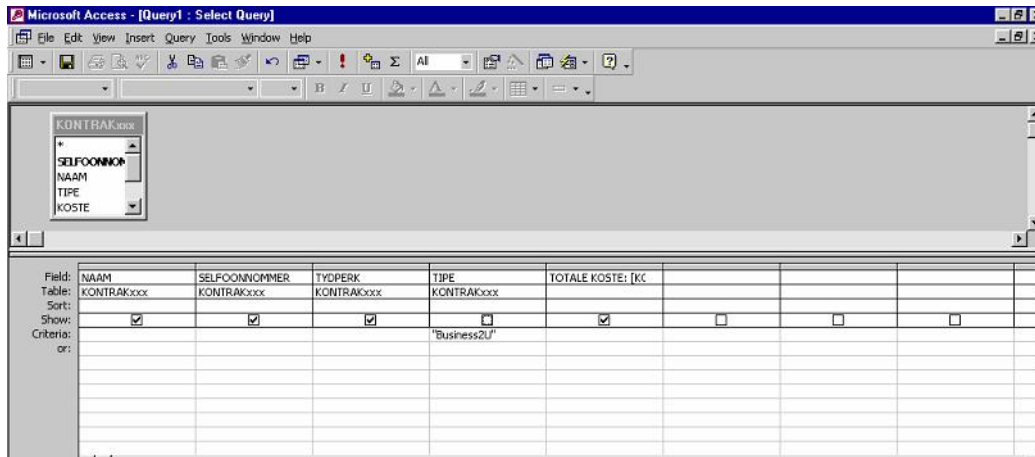 Microsoft Access - [Query1 : Select Query]
File Edit View Insert Query Tools Window Help
All
B I U A
KONTRAKxxx
*
SELFOONNOM
NAAM
TIPE
KOSTE
Field: NAAM SELFOONNOMMER TYDPERK TIPE TOTALE KOSTE: [KO
Table: KONTRAKxxx KONTRAKxxx KONTRAKxxx KONTRAKxxx
Sort:
Show:
Criteria: "Business2U"
or: